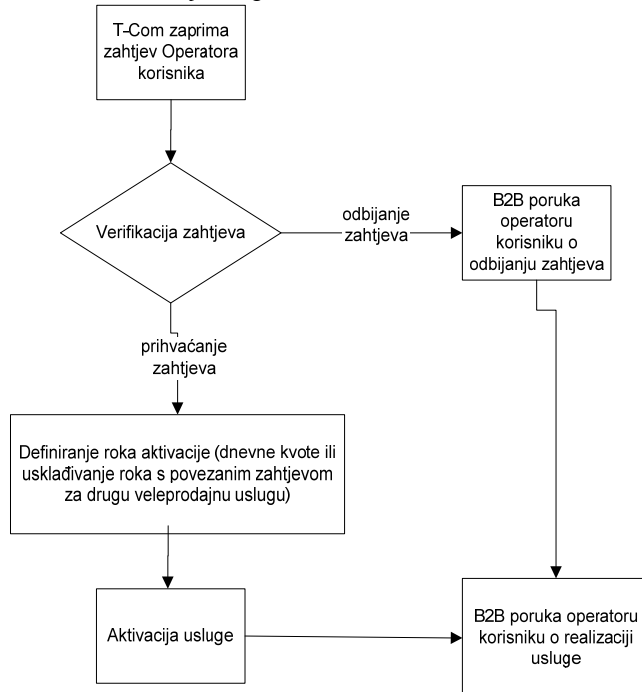 T-Com zaprima
zahtjev Operatora
korisnika
Verifikacija zahtjeva
odbijanje
zahtjeva
B2B poruka
operatoru
korisniku o
odbijanju zahtjeva
prihvaćanje
zahtjeva
Definiranje roka aktivacije (dnevne kvote ili
usklađivanje roka s povezanim zahtjevom
za drugu veleprodajnu uslugu)
Aktivacija usluge
B2B poruka operatoru
korisniku o realizaciji
usluge